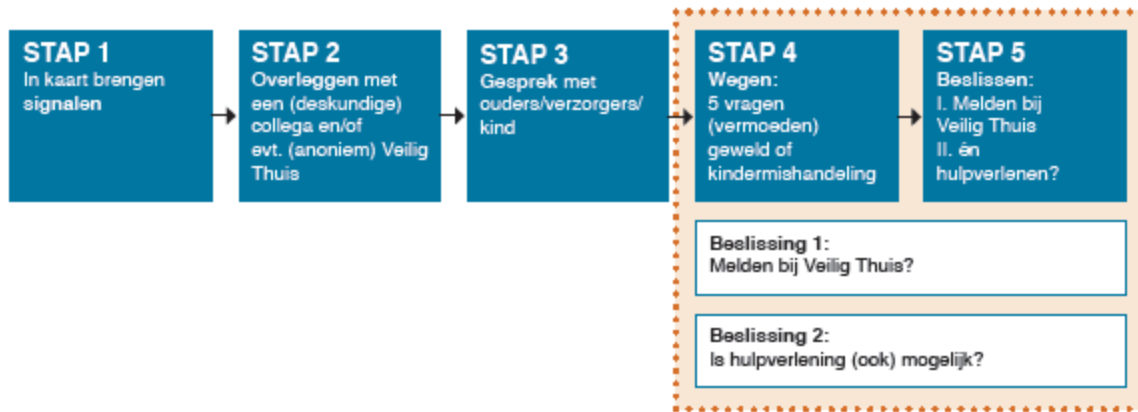 STAP 1
In kaart brengen
signalen
STAP 2
Overleggen met
een (deskundige)
collega en/of
evt. (anoniem) Veilig
Thuis
STAP 3
Gesprek met
ouders/verzorgers/
kind
STAP 4
Wegen:
5 vragen
(vermoeden)
geweld of
kindermishandeling
STAP 5
Beslissen:
I. Melden bij
Veilig Thuis
II. én
hulpverlenen?
Beslissing 1:
Melden bij Veilig Thuis?
Beslissing 2:
Is hulpverlening (ook) mogelijk?